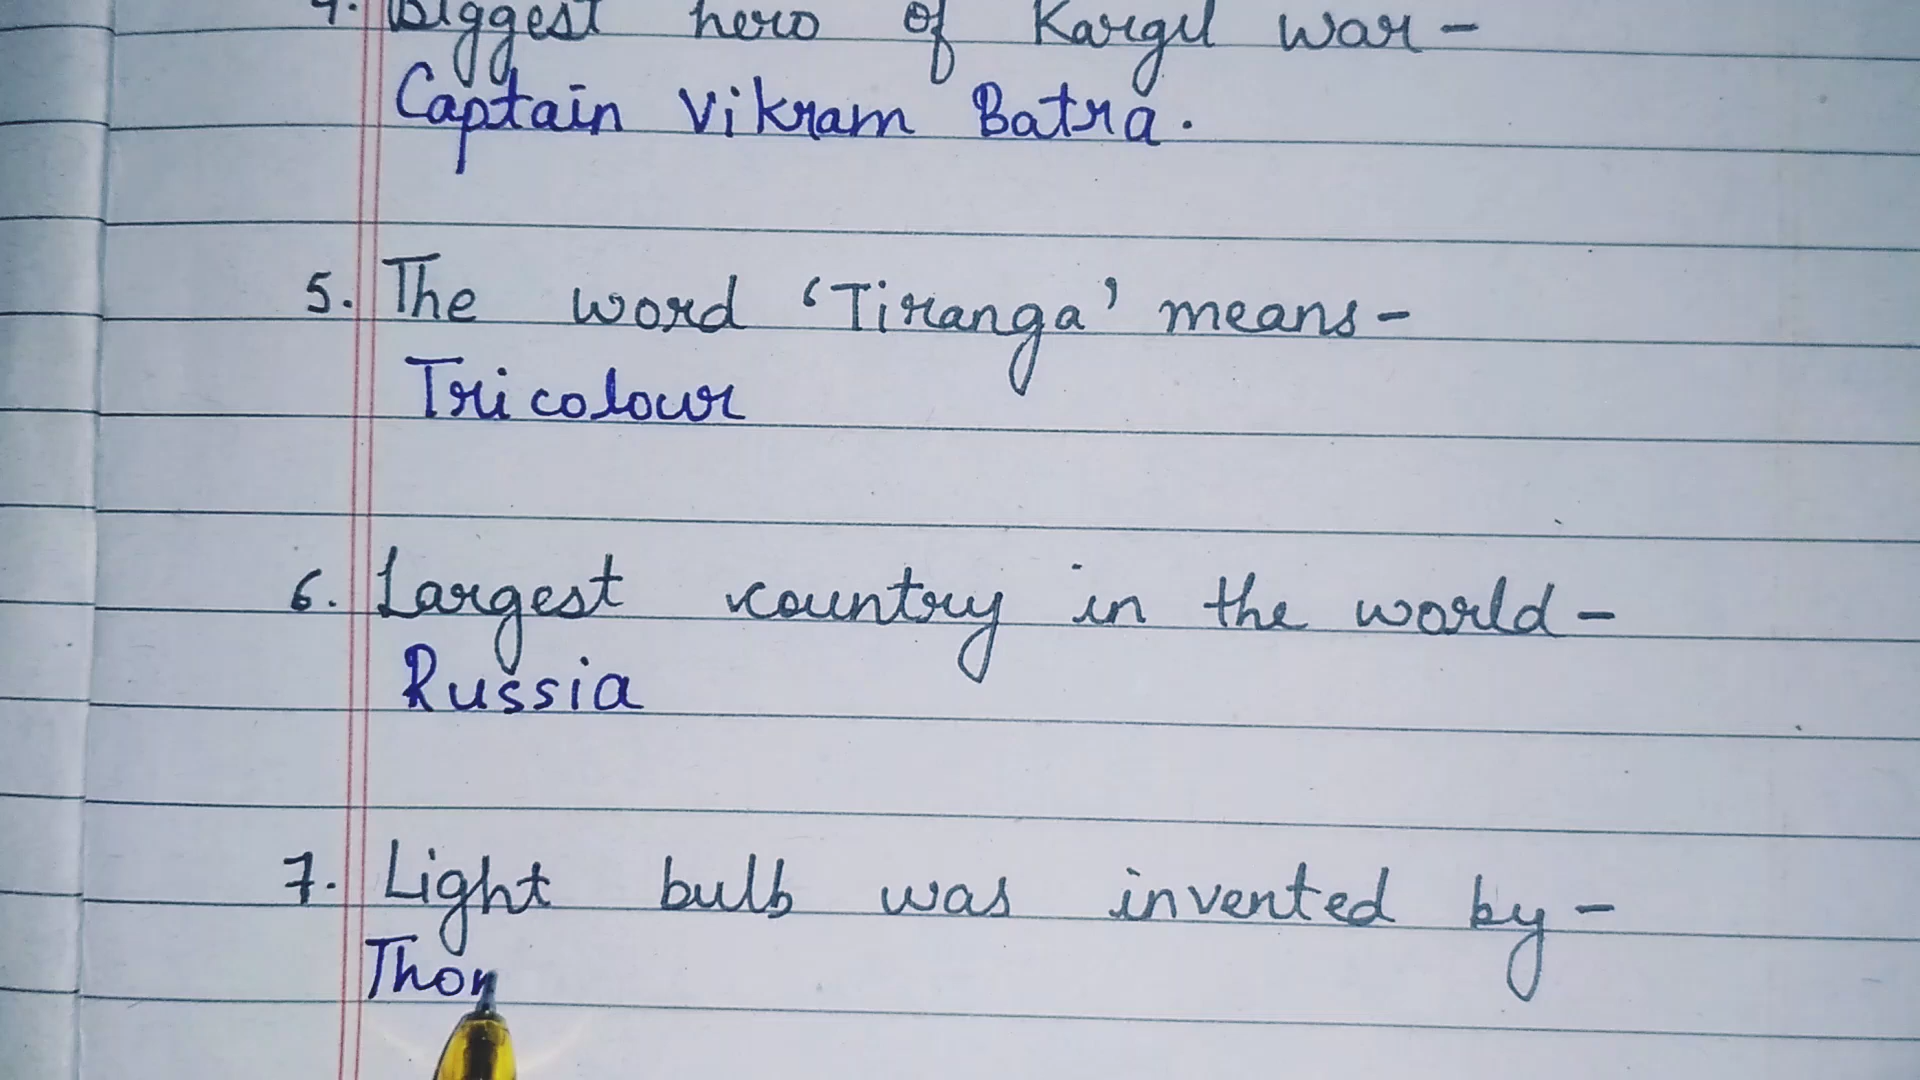 4. Biggest hero of Kargil war -
Captain Vikram Batra.
5. The word ‘Tiranga’ means -
Tricolour
6. Largest country in the world -
Russia
7. Light bulb was invented by -
Thom